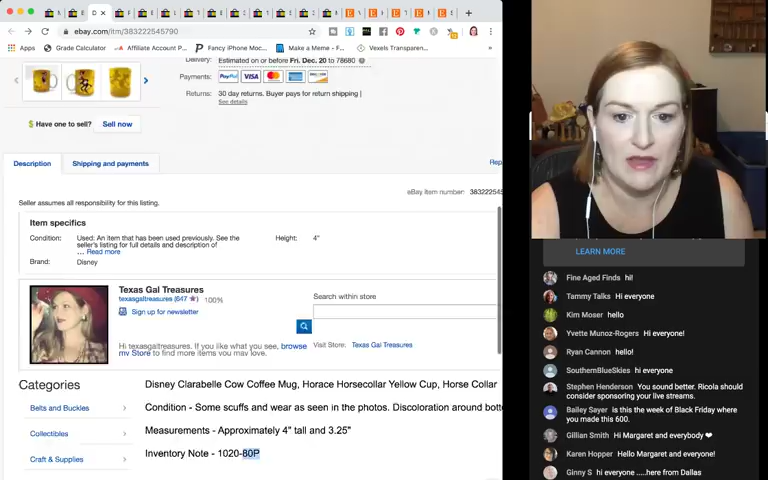 ebay.com/itm/383222545790
Apps
Grade Calculator
Affiliate Account P...
Fancy iPhone Moc...
Make a Meme - F...
Vexels Transparen...
Delivery:
Estimated on or before Fri. Dec. 20 to 78680
Payments:
PayPal
VISA
Returns:
30 day returns. Buyer pays for return shipping |
See details
Have one to sell?
Sell now
Description
Shipping and payments
Rep
eBay item number:
383222545
Seller assumes all responsibility for this listing.
Item specifics
Condition:
Used: An item that has been used previously. See the
seller's listing for full details and description of
... Read more
Height:
4"
Brand:
Disney
Texas Gal Treasures
texasgaltreasures (647 ) 100%
Sign up for newsletter
Search within store
Hi texasgaltreasures. If you like what you see, browse
my Store to find more items you may love.
Visit Store:
Texas Gal Treasures
Categories
Belts and Buckles
Collectibles
Craft & Supplies
Disney Clarabelle Cow Coffee Mug, Horace Horsecollar Yellow Cup, Horse Collar
Condition - Some scuffs and wear as seen in the photos. Discoloration around bott
Measurements - Approximately 4" tall and 3.25"
Inventory Note - 1020-80P
LEARN MORE
Fine Aged Finds hi!
Tammy Talks Hi everyone
Kim Moser hello
Yvette Munoz-Rogers Hi everyone!
Ryan Cannon hello!
SouthernBlueSkies hi everyone
Stephen Henderson You sound better. Ricola should
consider sponsoring your live streams.
Bailey Sayer is this the week of Black Friday where
you made this 600.
Gillian Smith Hi Margaret and everybody ❤
Karen Hopper Hello Margaret and everyone!
Ginny S hi everyone .....here from Dallas